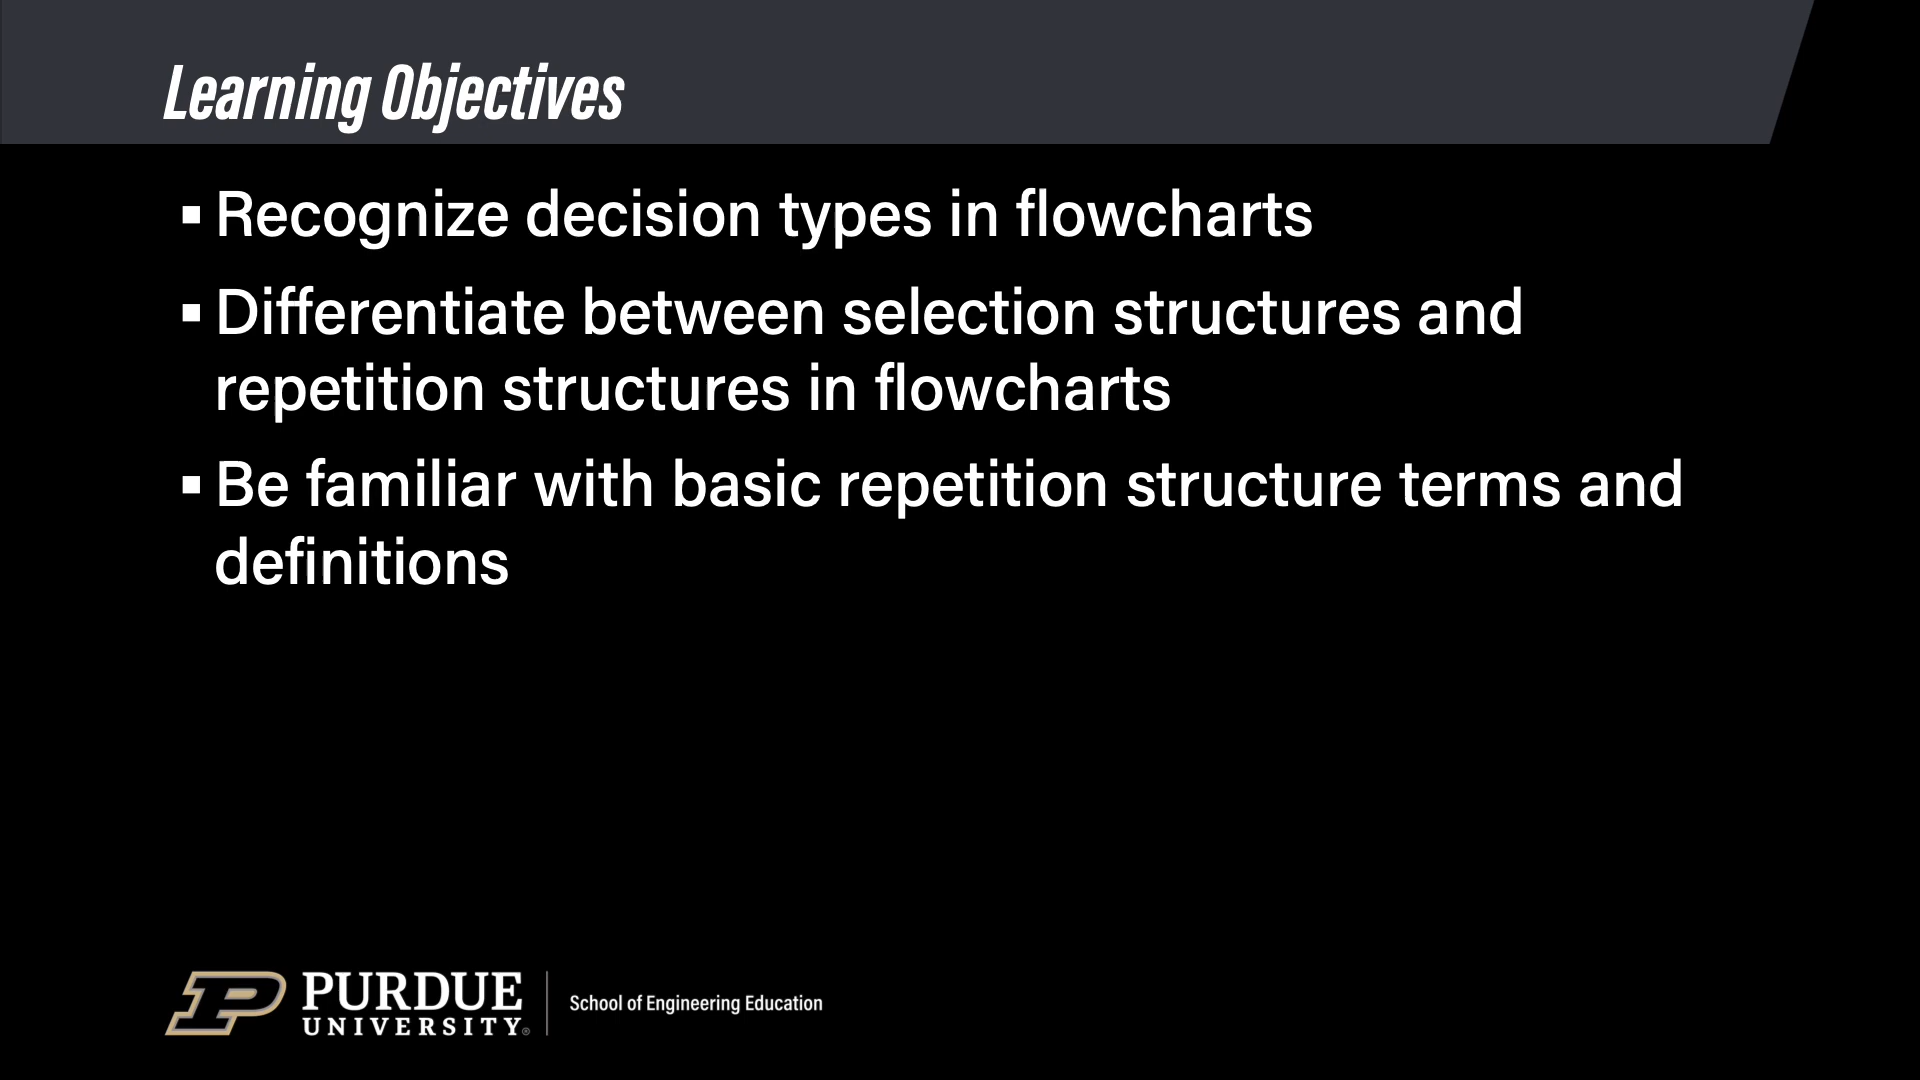 Learning Objectives
▪ Recognize decision types in flowcharts
▪ Differentiate between selection structures and
repetition structures in flowcharts
▪ Be familiar with basic repetition structure terms and
definitions
PURDUE
UNIVERSITY®
School of Engineering Education